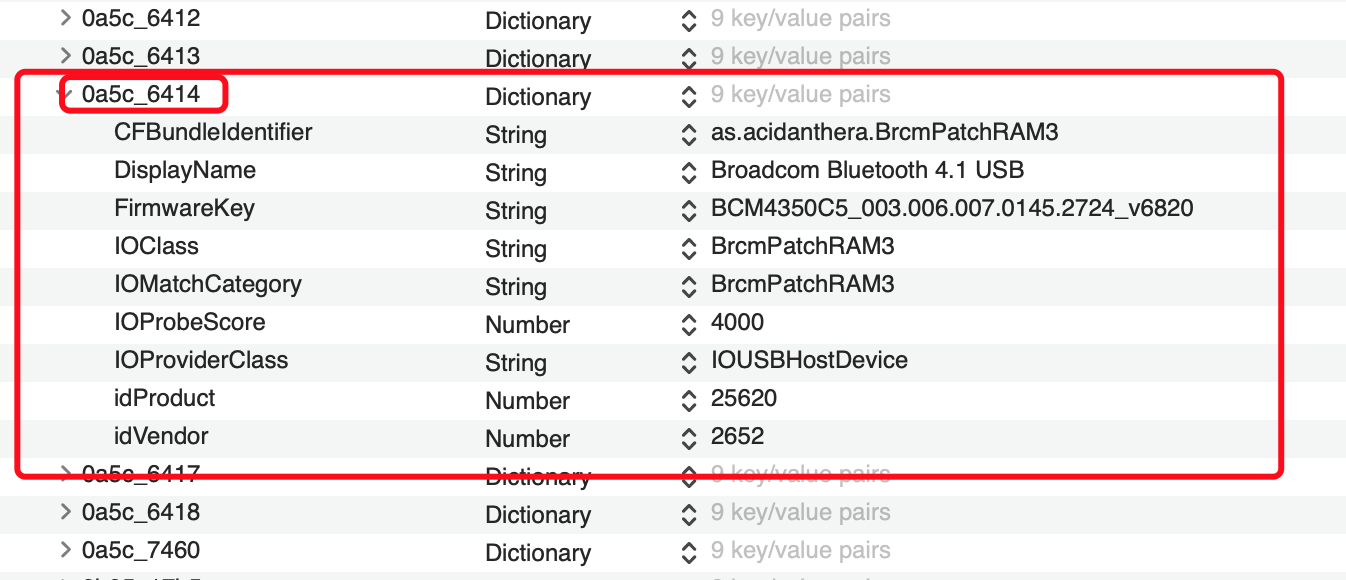 0a5c_6412 Dictionary 9 key/value pairs
0a5c_6413 Dictionary 9 key/value pairs
0a5c_6414 Dictionary 9 key/value pairs
CFBundleIdentifier String as.acidanthera.BrcmPatchRAM3
DisplayName String Broadcom Bluetooth 4.1 USB
FirmwareKey String BCM4350C5_003.006.007.0145.2724_v6820
IOClass String BrcmPatchRAM3
IOMatchCategory String BrcmPatchRAM3
IOProbeScore Number 4000
IOProviderClass String IOUSBHostDevice
idProduct Number 25620
idVendor Number 2652
0a5c_6417 Dictionary 9 key/value pairs
0a5c_6418 Dictionary 9 key/value pairs
0a5c_7460 Dictionary 9 key/value pairs